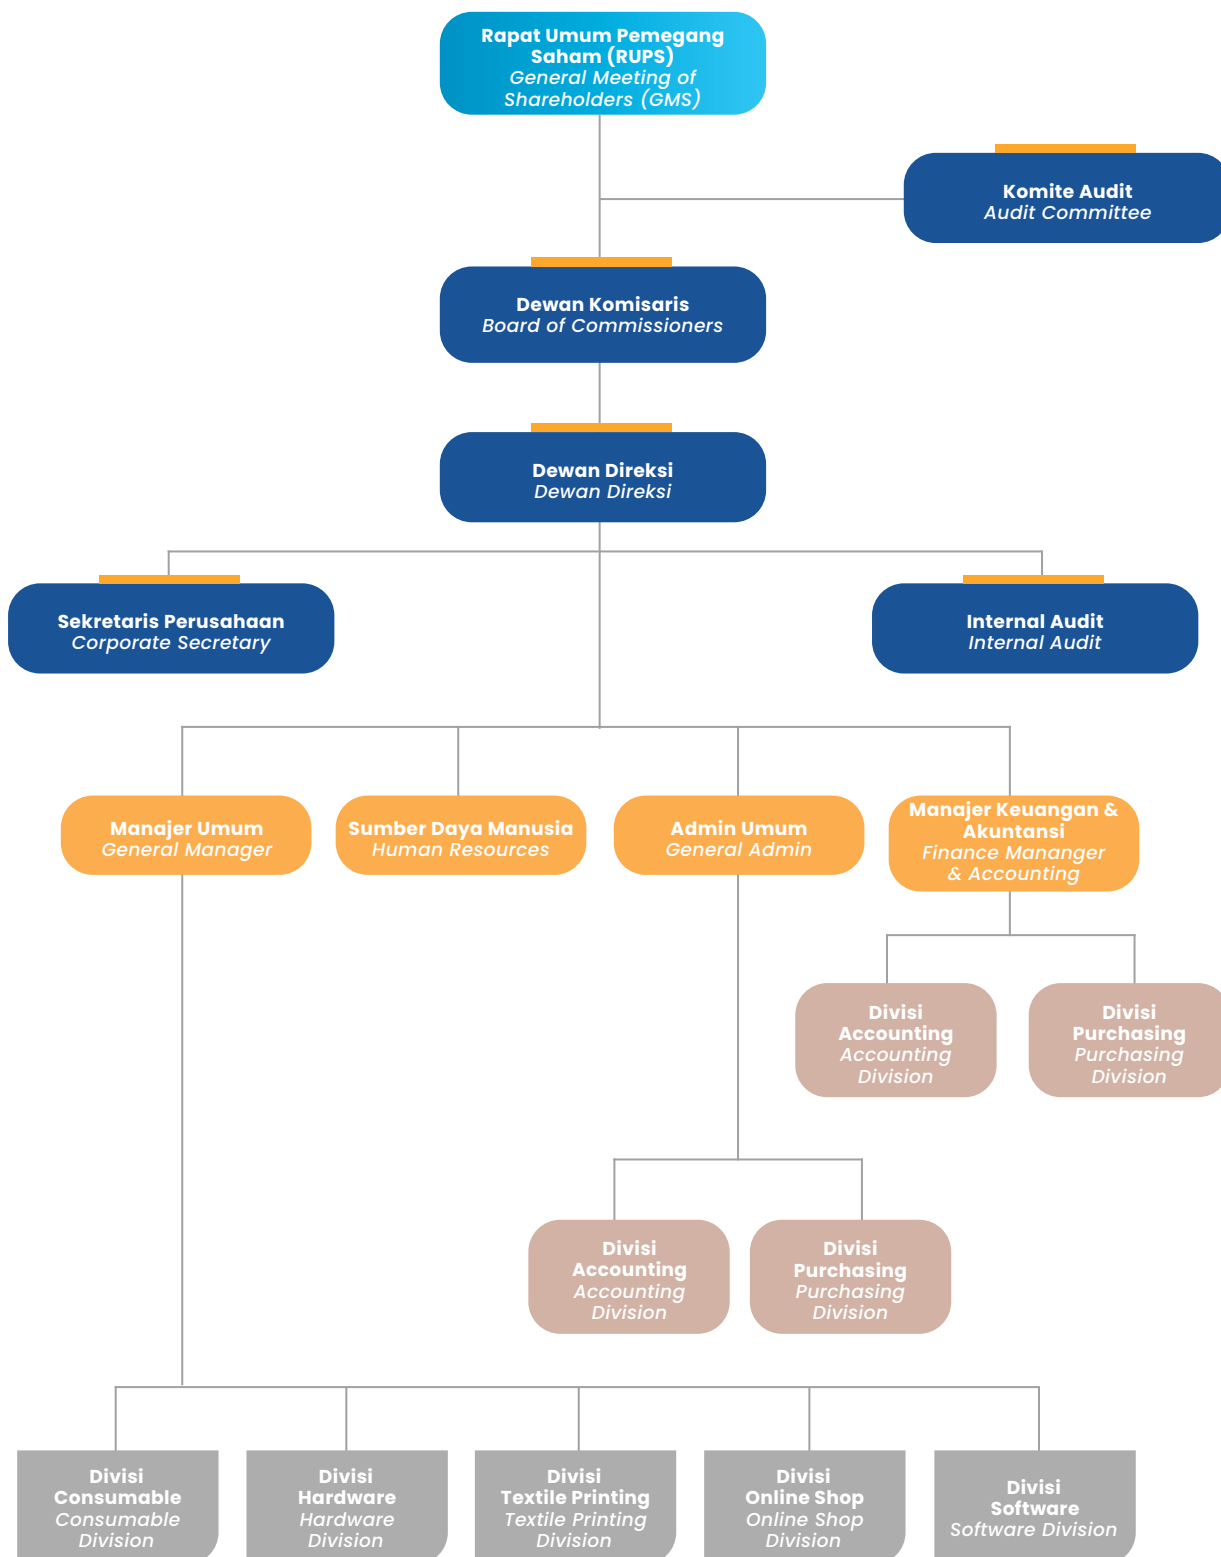 Rapat Umum Pemegang
Saham (RUPS)
General Meeting of
Shareholders (GMS)
Komite Audit
Audit Committee
Dewan Komisaris
Board of Commissioners
Dewan Direksi
Dewan Direksi
Sekretaris Perusahaan
Corporate Secretary
Internal Audit
Internal Audit
Manajer Umum
General Manager
Sumber Daya Manusia
Human Resources
Admin Umum
General Admin
Manajer Keuangan &
Akuntansi
Finance Mananger
& Accounting
Divisi
Accounting
Accounting
Division
Divisi
Purchasing
Purchasing
Division
Divisi
Accounting
Accounting
Division
Divisi
Purchasing
Purchasing
Division
Divisi
Consumable
Consumable
Division
Divisi
Hardware
Hardware
Division
Divisi
Textile Printing
Textile Printing
Division
Divisi
Online Shop
Online Shop
Division
Divisi
Software
Software Division